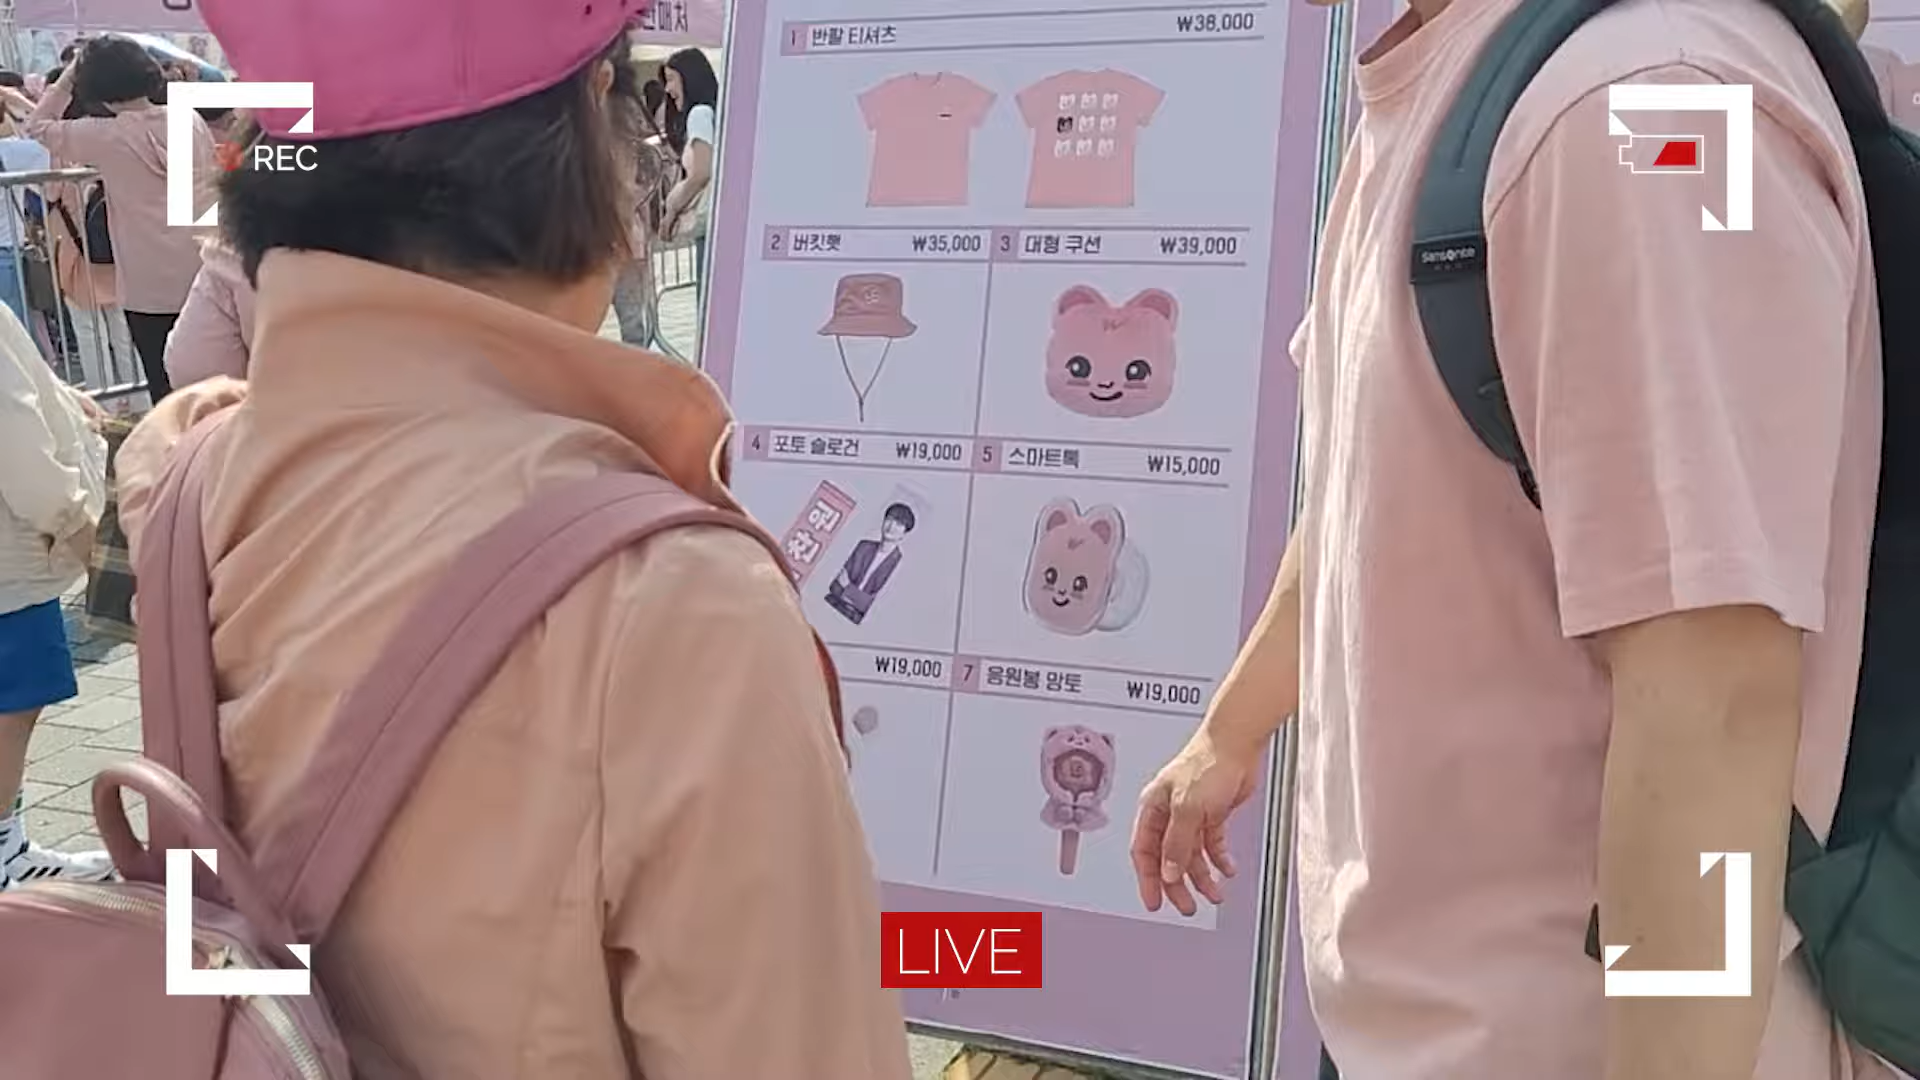 1 반팔 티셔츠 ₩38,000
REC
2 버킷햇 ₩35,000 3 대형 쿠션 ₩39,000
samsonite
4 포토 슬로건 ₩19,000 5 스마트톡 ₩15,000
₩19,000 7 응원봉 망토 ₩19,000
LIVE